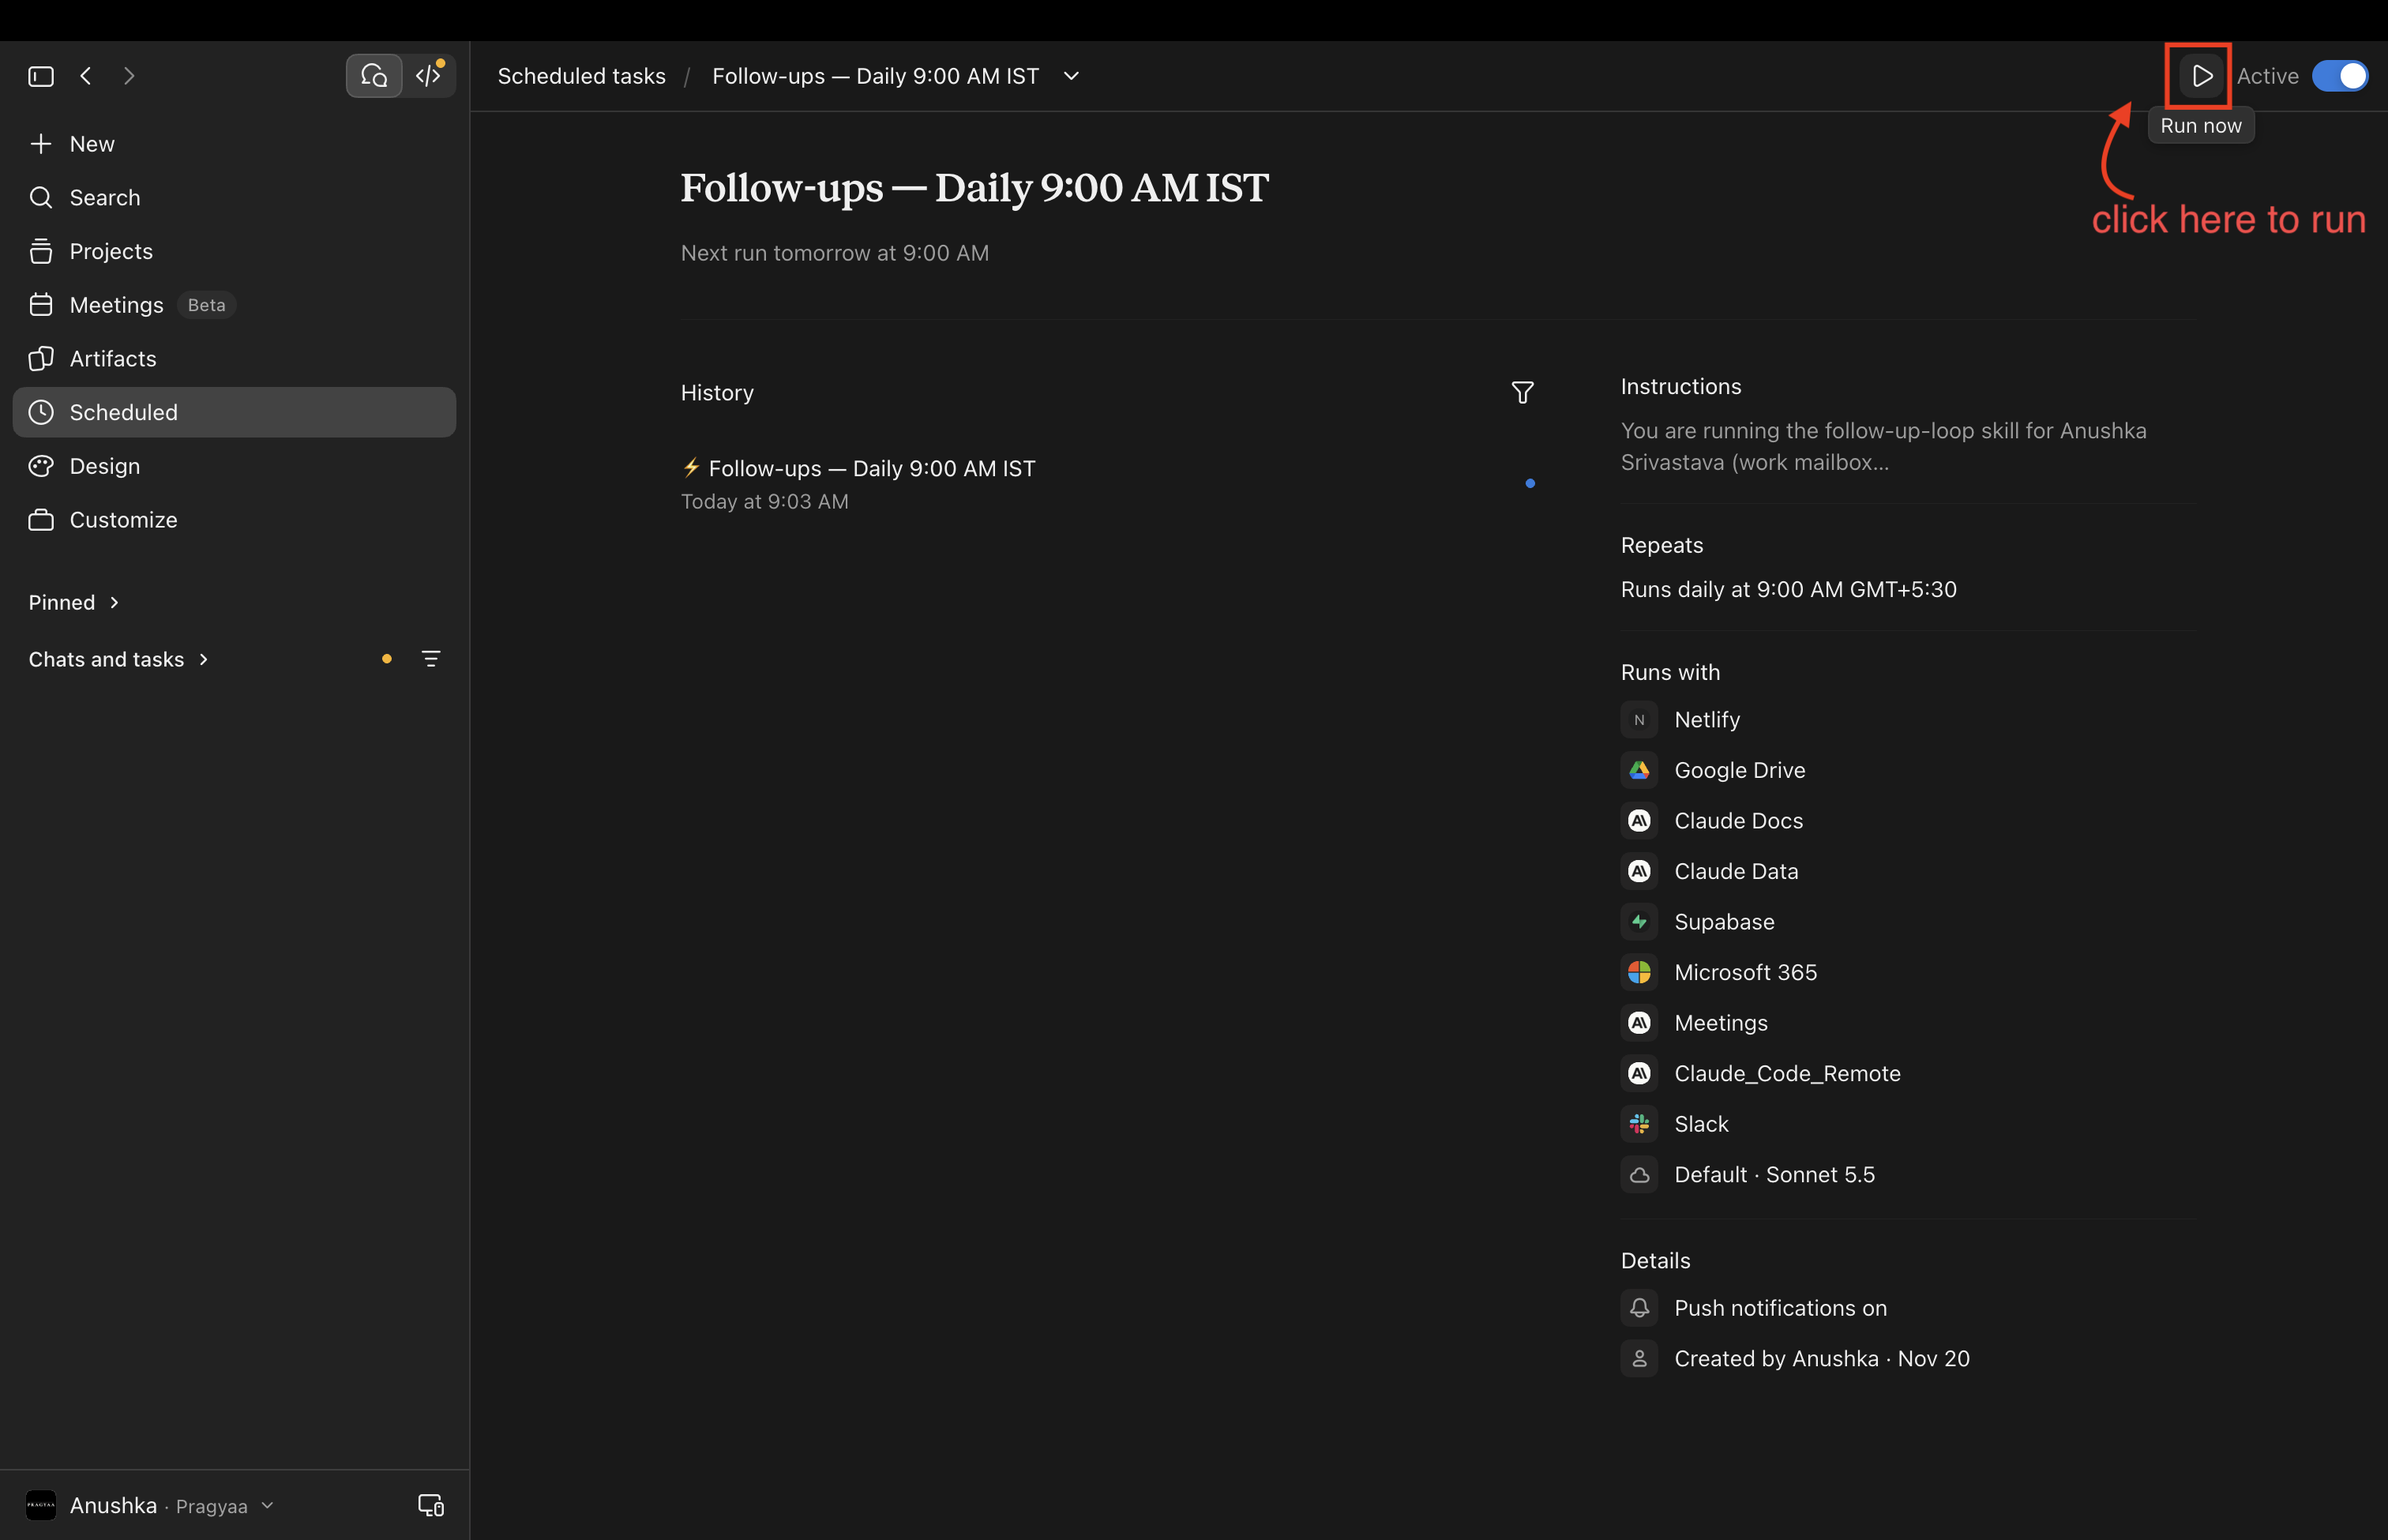 Scheduled tasks / Follow-ups — Daily 9:00 AM IST
Active
Run now
click here to run
New
Search
Projects
Meetings Beta
Artifacts
Scheduled
Design
Customize
Pinned
Chats and tasks
Anushka · Pragyaa
PRAGYAA
Follow-ups — Daily 9:00 AM IST
Next run tomorrow at 9:00 AM
History
Follow-ups — Daily 9:00 AM IST
Today at 9:03 AM
Instructions
You are running the follow-up-loop skill for Anushka
Srivastava (work mailbox...
Repeats
Runs daily at 9:00 AM GMT+5:30
Runs with
N Netlify
Google Drive
Claude Docs
Claude Data
Supabase
Microsoft 365
Meetings
Claude_Code_Remote
Slack
Default · Sonnet 5.5
Details
Push notifications on
Created by Anushka · Nov 20